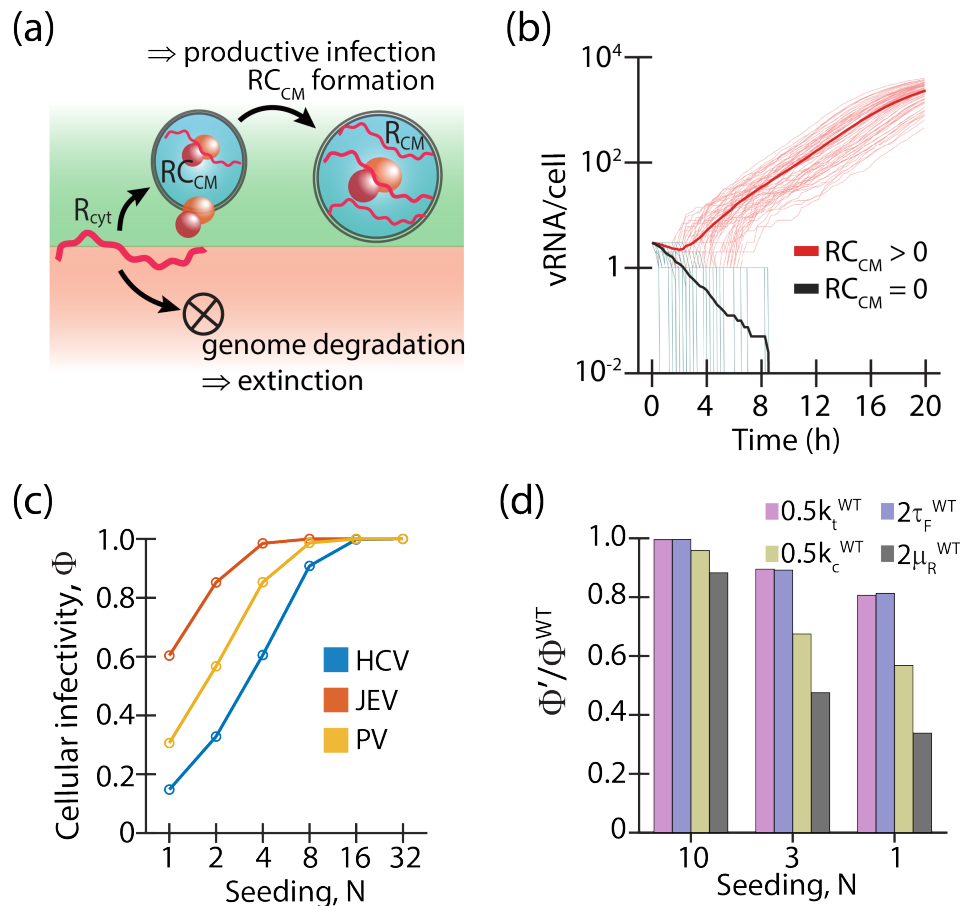 (a)
⇒ productive infection
RC_CM formation
R_CM
RC_CM
R_cyt
genome degradation
⇒ extinction
(b)
vRNA/cell
10^4
10^2
1
10^-2
RC_CM > 0
RC_CM = 0
0 4 8 12 16 20
Time (h)
(c)
Cellular infectivity, Φ
1.0
0.8
0.6
0.4
0.2
0
HCV
JEV
PV
1 2 4 8 16 32
Seeding, N
(d)
Φ′/Φ^WT
0.5k_t^WT 2τ_F^WT
0.5k_c^WT 2μ_R^WT
1.0
0.8
0.6
0.4
0.2
0
10 3 1
Seeding, N